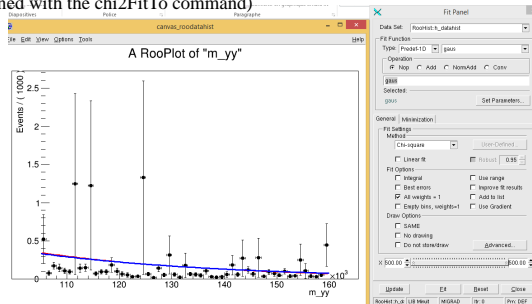 ned with the chi2FitTo command)
Diapositives Police Paragraphe
canvas_roodatahist
File Edit View Options Tools Help
A RooPlot of "m_yy"
Events / ( 1000 )
2.5
2
1.5
1
0.5
0
110 120 130 140 150 160
×10³
m_yy
Fit Panel
Data Set: RooHist::h_datahist
Fit Function
Type: Predef-1D gaus
Operation
Nop Add NormAdd Conv
gaus
Selected:
gaus Set Parameters...
General Minimization
Fit Settings
Method
Chi-square User-Defined...
Linear fit Robust 0.95
Fit Options
Integral Use range
Best errors Improve fit results
All weights = 1 Add to list
Empty bins, weights=1 Use Gradient
Draw Options
SAME
No drawing
Do not store/draw Advanced...
X 500.00 500.00
Update Fit Reset Close
LIB Minuit MIGRAD Itr: 0 Prn: DEF